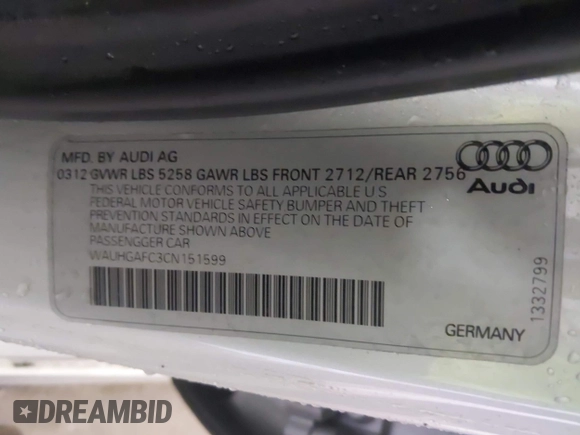 MFD. BY AUDI AG
0312 GVWR LBS 5258 GAWR LBS FRONT 2712/REAR 2756
THIS VEHICLE CONFORMS TO ALL APPLICABLE U S
FEDERAL MOTOR VEHICLE SAFETY BUMPER AND THEFT
PREVENTION STANDARDS IN EFFECT ON THE DATE OF
MANUFACTURE SHOWN ABOVE
PASSENGGER CAR
WAUHGAFC3CN151599
Audi
1332799
GERMANY
DREAMBID